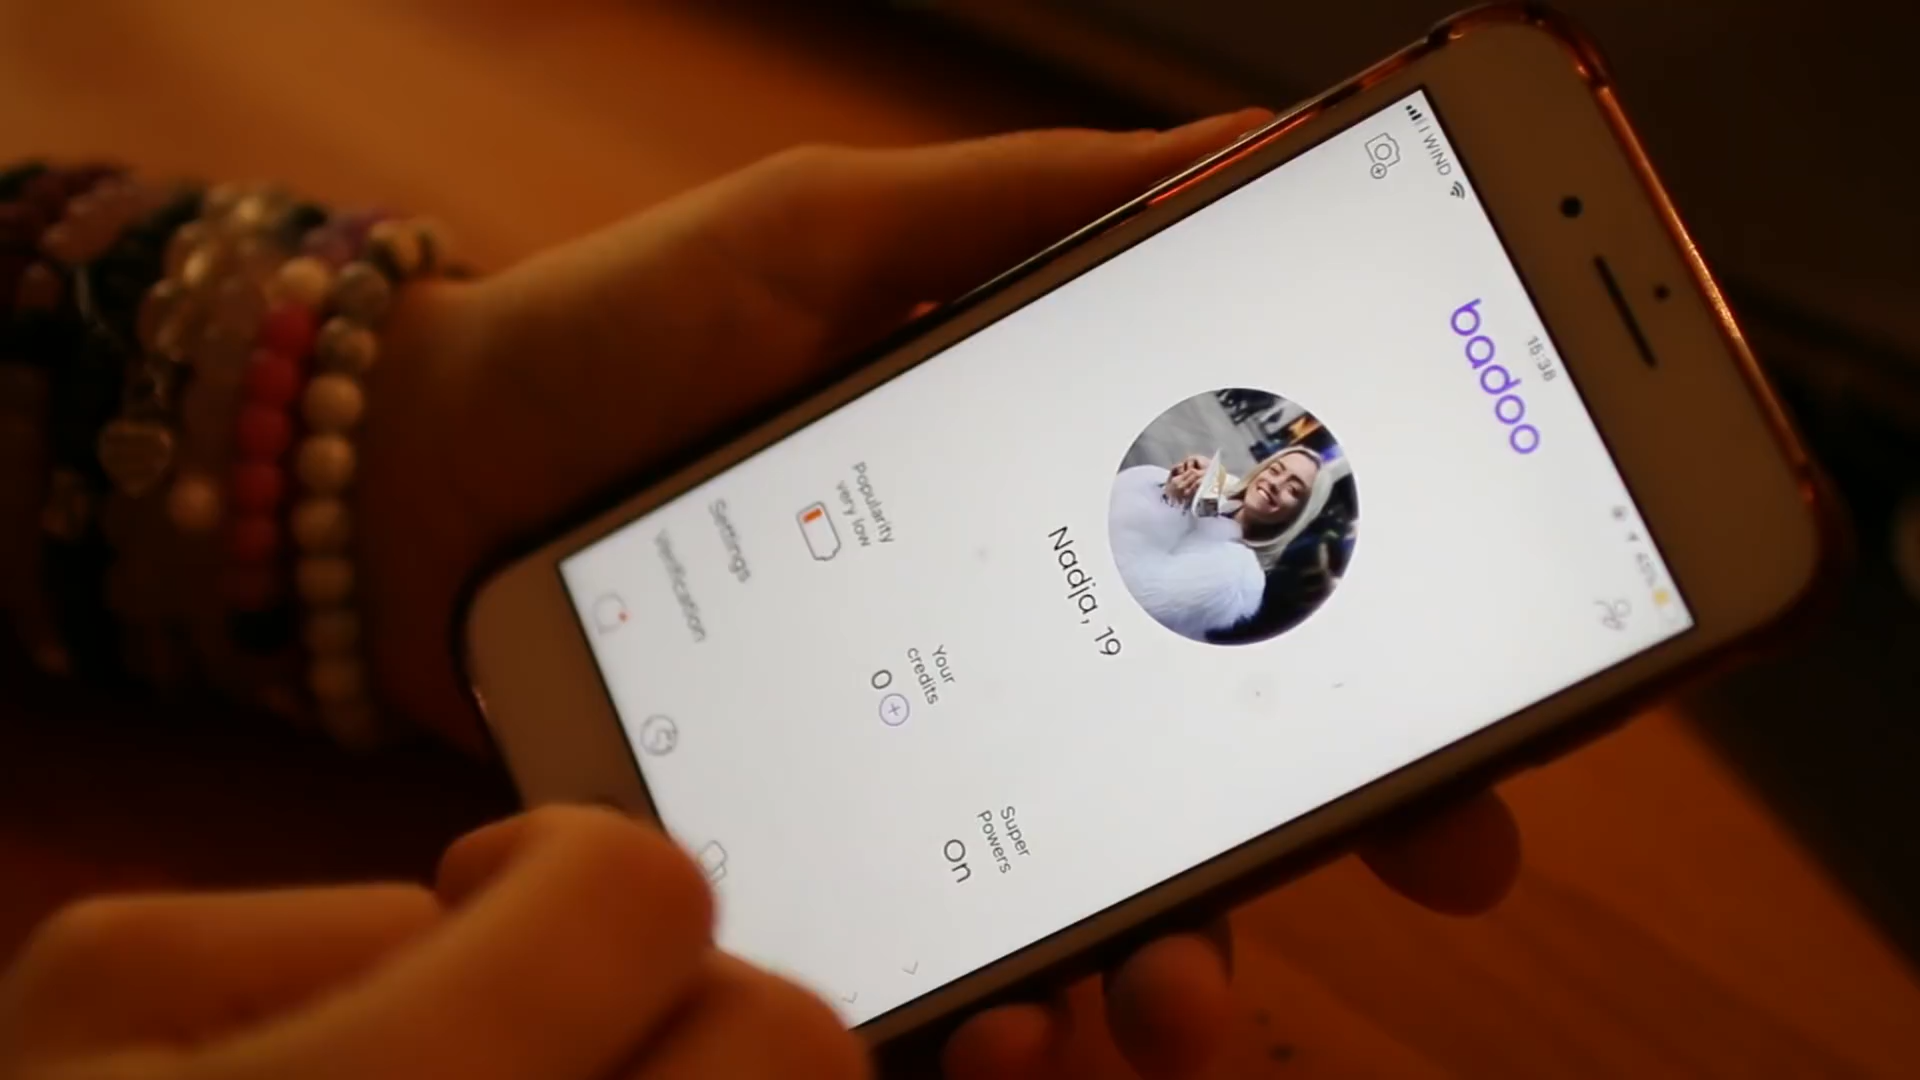 WIND
15:38
badoo
Nadja, 19
Popularity
very low
Your
credits
0
Super
Powers
On
Settings
Verification